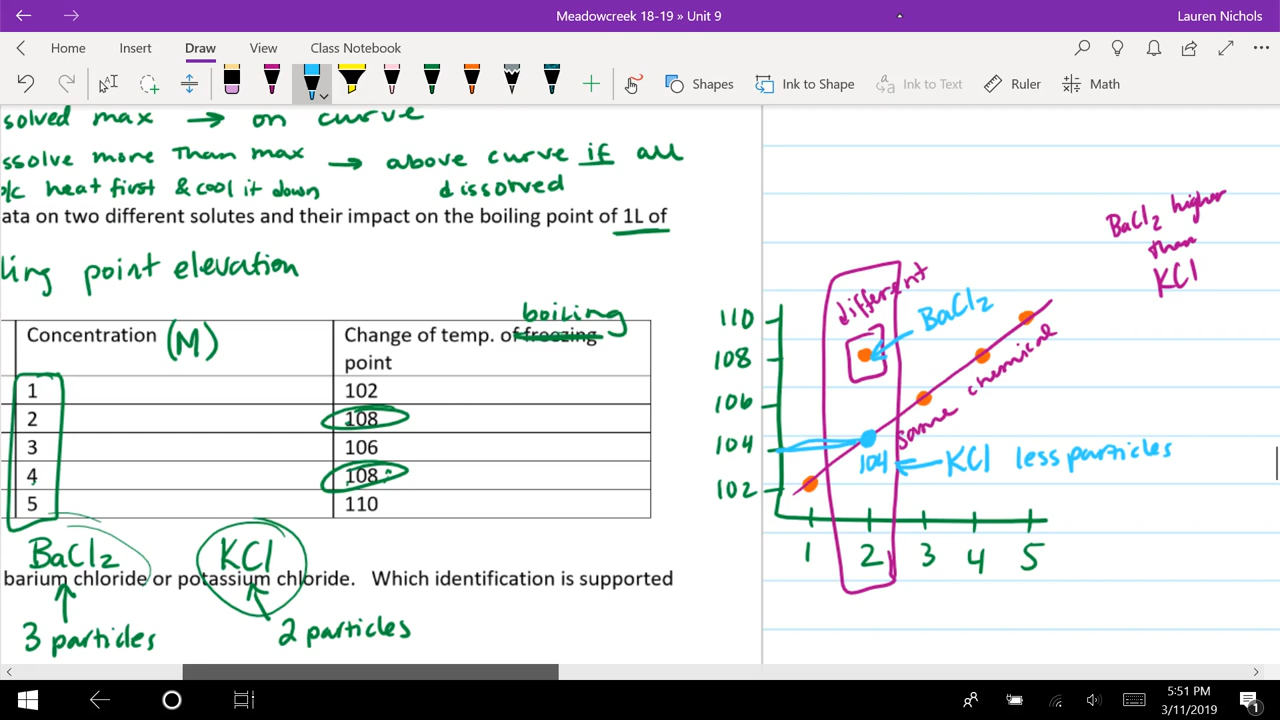 Meadowcreek 18-19 » Unit 9
Lauren Nichols
Home Insert Draw View Class Notebook
Shapes Ink to Shape Ink to Text Ruler Math
solved max → on curve
ssolve more than max → above curve if all
b/c heat first & cool it down dissolved
ata on two different solutes and their impact on the boiling point of 1L of
ling point elevation
boiling
Concentration (M) Change of temp. of freezing
point
1 102
2 108
3 106
4 108
5 110
BaCl2 KCl
barium chloride or potassium chloride. Which identification is supported
3 particles 2 particles
BaCl2 higher
than
KCl
different
BaCl2
110
108
106
104
102
same chemical
104 ← KCl less particles
1 2 3 4 5
5:51 PM
3/11/2019
1